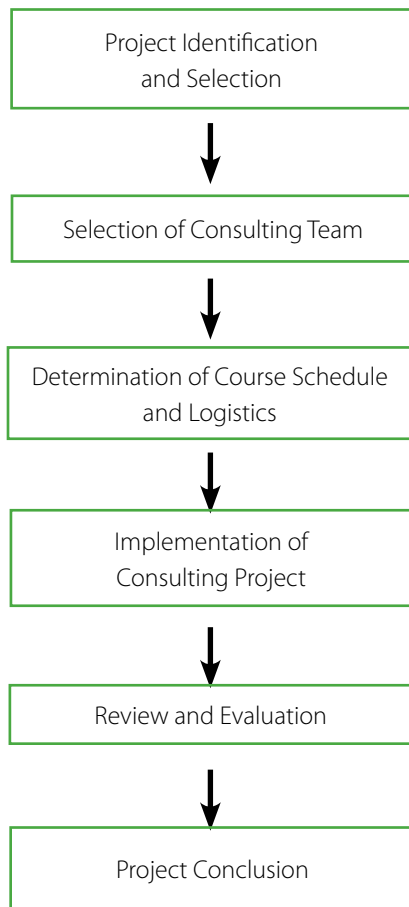 Project Identification
and Selection
Selection of Consulting Team
Determination of Course Schedule
and Logistics
Implementation of
Consulting Project
Review and Evaluation
Project Conclusion